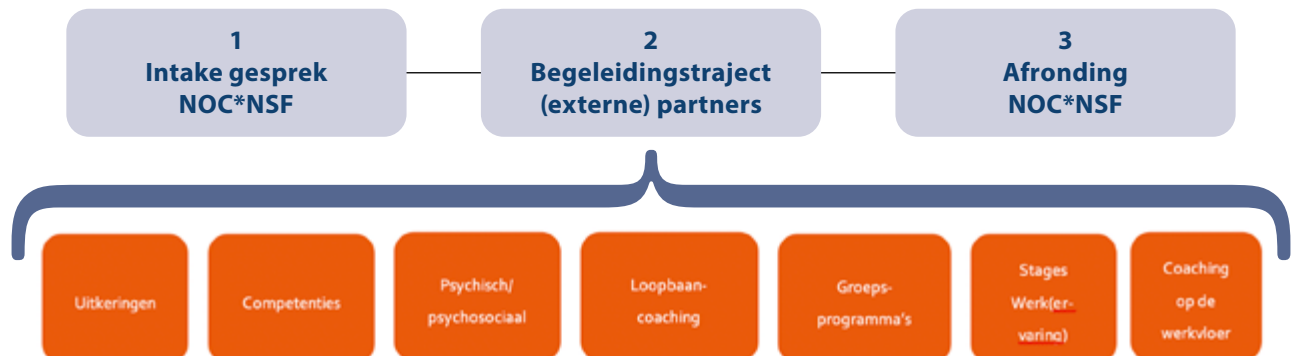 1
Intake gesprek
NOC*NSF
2
Begeleidingstraject
(externe) partners
3
Afronding
NOC*NSF
Uitkeringen
Competenties
Psychisch/
psychosociaal
Loopbaan-
coaching
Groeps-
programma's
Stages
Werk(er-
varing)
Coaching
op de
werkvloer